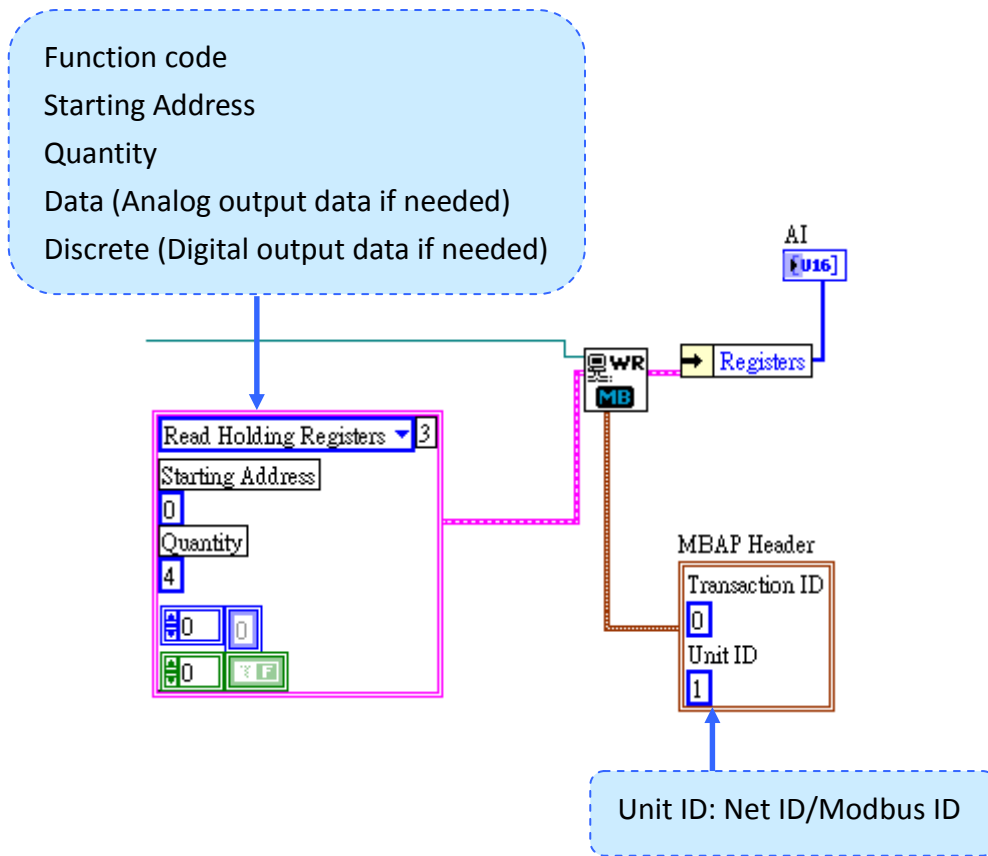 Function code
Starting Address
Quantity
Data (Analog output data if needed)
Discrete (Digital output data if needed)
AI
[U16]
WR
MB
Registers
Read Holding Registers 3
Starting Address
0
Quantity
4
0 0
0 F
MBAP Header
Transaction ID
0
Unit ID
1
Unit ID: Net ID/Modbus ID